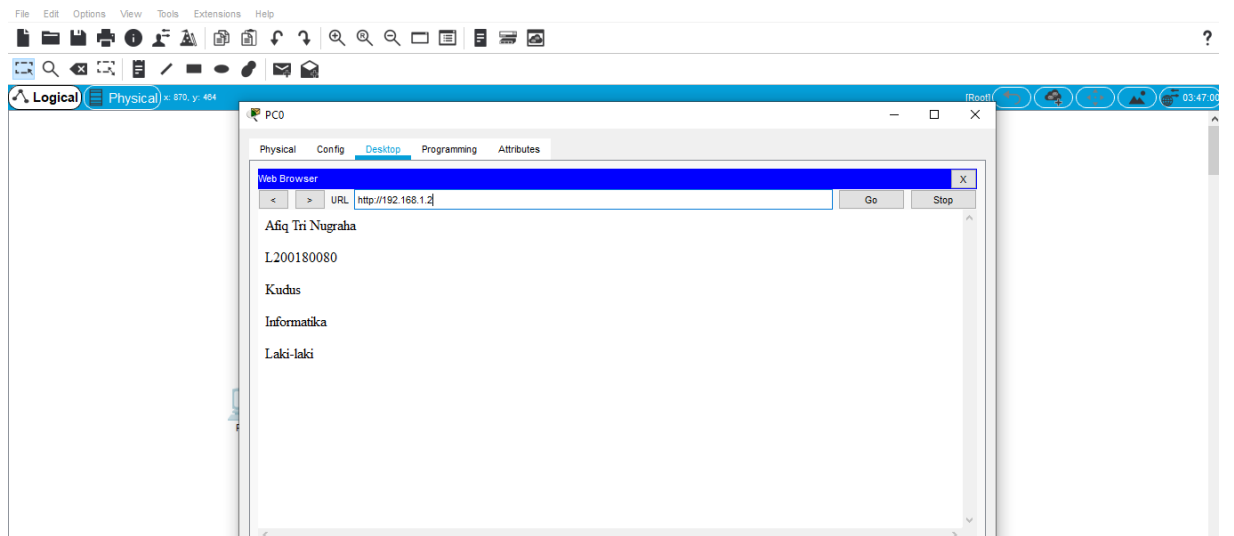 File Edit Options View Tools Extensions Help
?
Logical Physical x: 870, y: 464 [Root] 03:47:00
PC0
Physical Config Desktop Programming Attributes
Web Browser X
< > URL http://192.168.1.2 Go Stop
Afiq Tri Nugraha
L200180080
Kudus
Informatika
Laki-laki